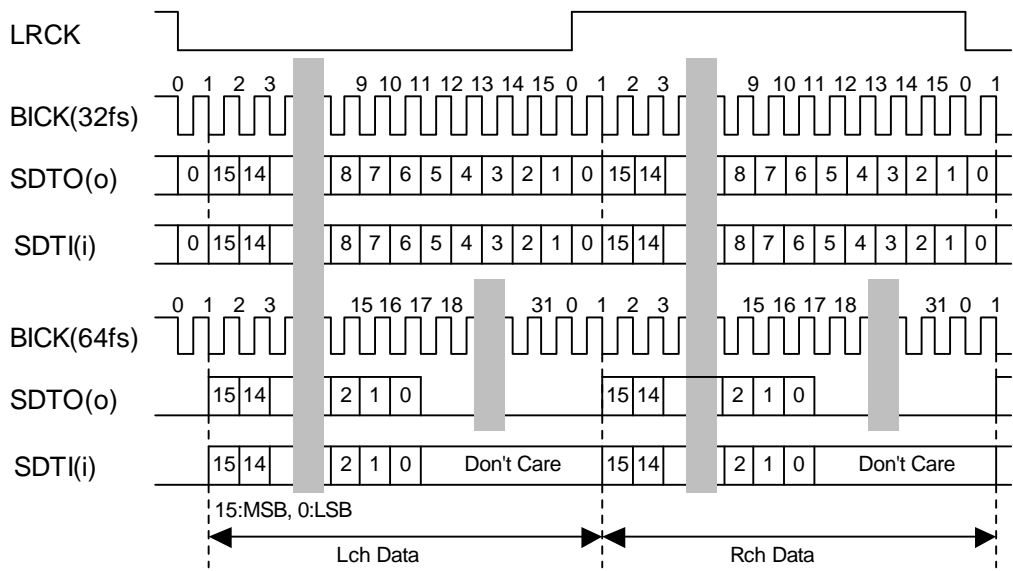 LRCK
0 1 2 3 9 10 11 12 13 14 15 0 1 2 3 9 10 11 12 13 14 15 0 1
BICK(32fs)
SDTO(o) 0 15 14 8 7 6 5 4 3 2 1 0 15 14 8 7 6 5 4 3 2 1 0
SDTI(i) 0 15 14 8 7 6 5 4 3 2 1 0 15 14 8 7 6 5 4 3 2 1 0
0 1 2 3 15 16 17 18 31 0 1 2 3 15 16 17 18 31 0 1
BICK(64fs)
SDTO(o) 15 14 2 1 0 15 14 2 1 0
SDTI(i) 15 14 2 1 0 Don't Care 15 14 2 1 0 Don't Care
15:MSB, 0:LSB
Lch Data Rch Data